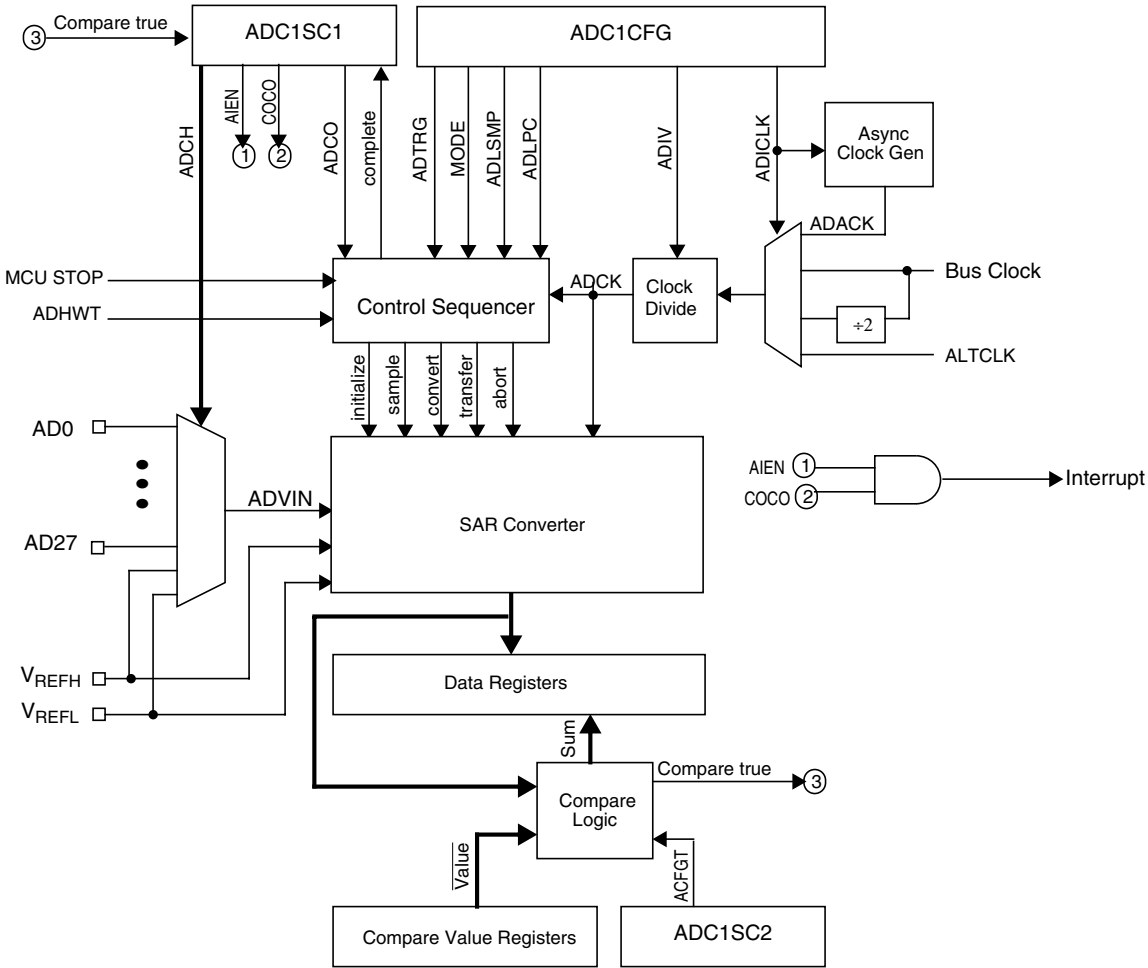 3 Compare true
ADC1SC1
ADC1CFG
ADCH
AIEN
COCO
ADCO
complete
ADTRG
MODE
ADLSMP
ADLPC
ADIV
ADICLK
1
2
Async
Clock Gen
ADACK
MCU STOP
ADHWT
Control Sequencer
ADCK
Clock
Divide
Bus Clock
÷2
ALTCLK
initialize
sample
convert
transfer
abort
AD0
AD27
ADVIN
SAR Converter
AIEN 1
COCO 2
Interrupt
VREFH
VREFL
Data Registers
Sum
Compare true
3
Compare
Logic
Value
ACFGT
Compare Value Registers
ADC1SC2